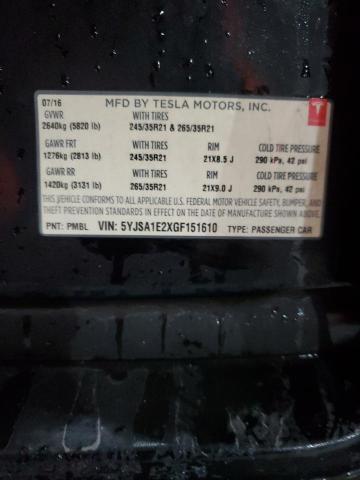 07/16 MFD BY TESLA MOTORS, INC.
GVWR WITH TIRES
2640kg (5820 lb) 245/35R21 & 265/35R21
GAWR FRT WITH TIRES RIM COLD TIRE PRESSURE
1276kg (2813 lb) 245/35R21 21X8.5 J 290 kPa, 42 psi
GAWR RR WITH TIRES RIM COLD TIRE PRESSURE
1420kg (3131 lb) 265/35R21 21X9.0 J 290 kPa, 42 psi
THIS VEHICLE CONFORMS TO ALL APPLICABLE U.S. FEDERAL MOTOR VEHICLE SAFETY, BUMPER, AND
THEFT PREVENTION STANDARDS IN EFFECT ON THE DATE OF MANUFACTURE SHOWN ABOVE.
PNT: PMBL VIN: 5YJSA1E2XGF151610 TYPE: PASSENGER CAR